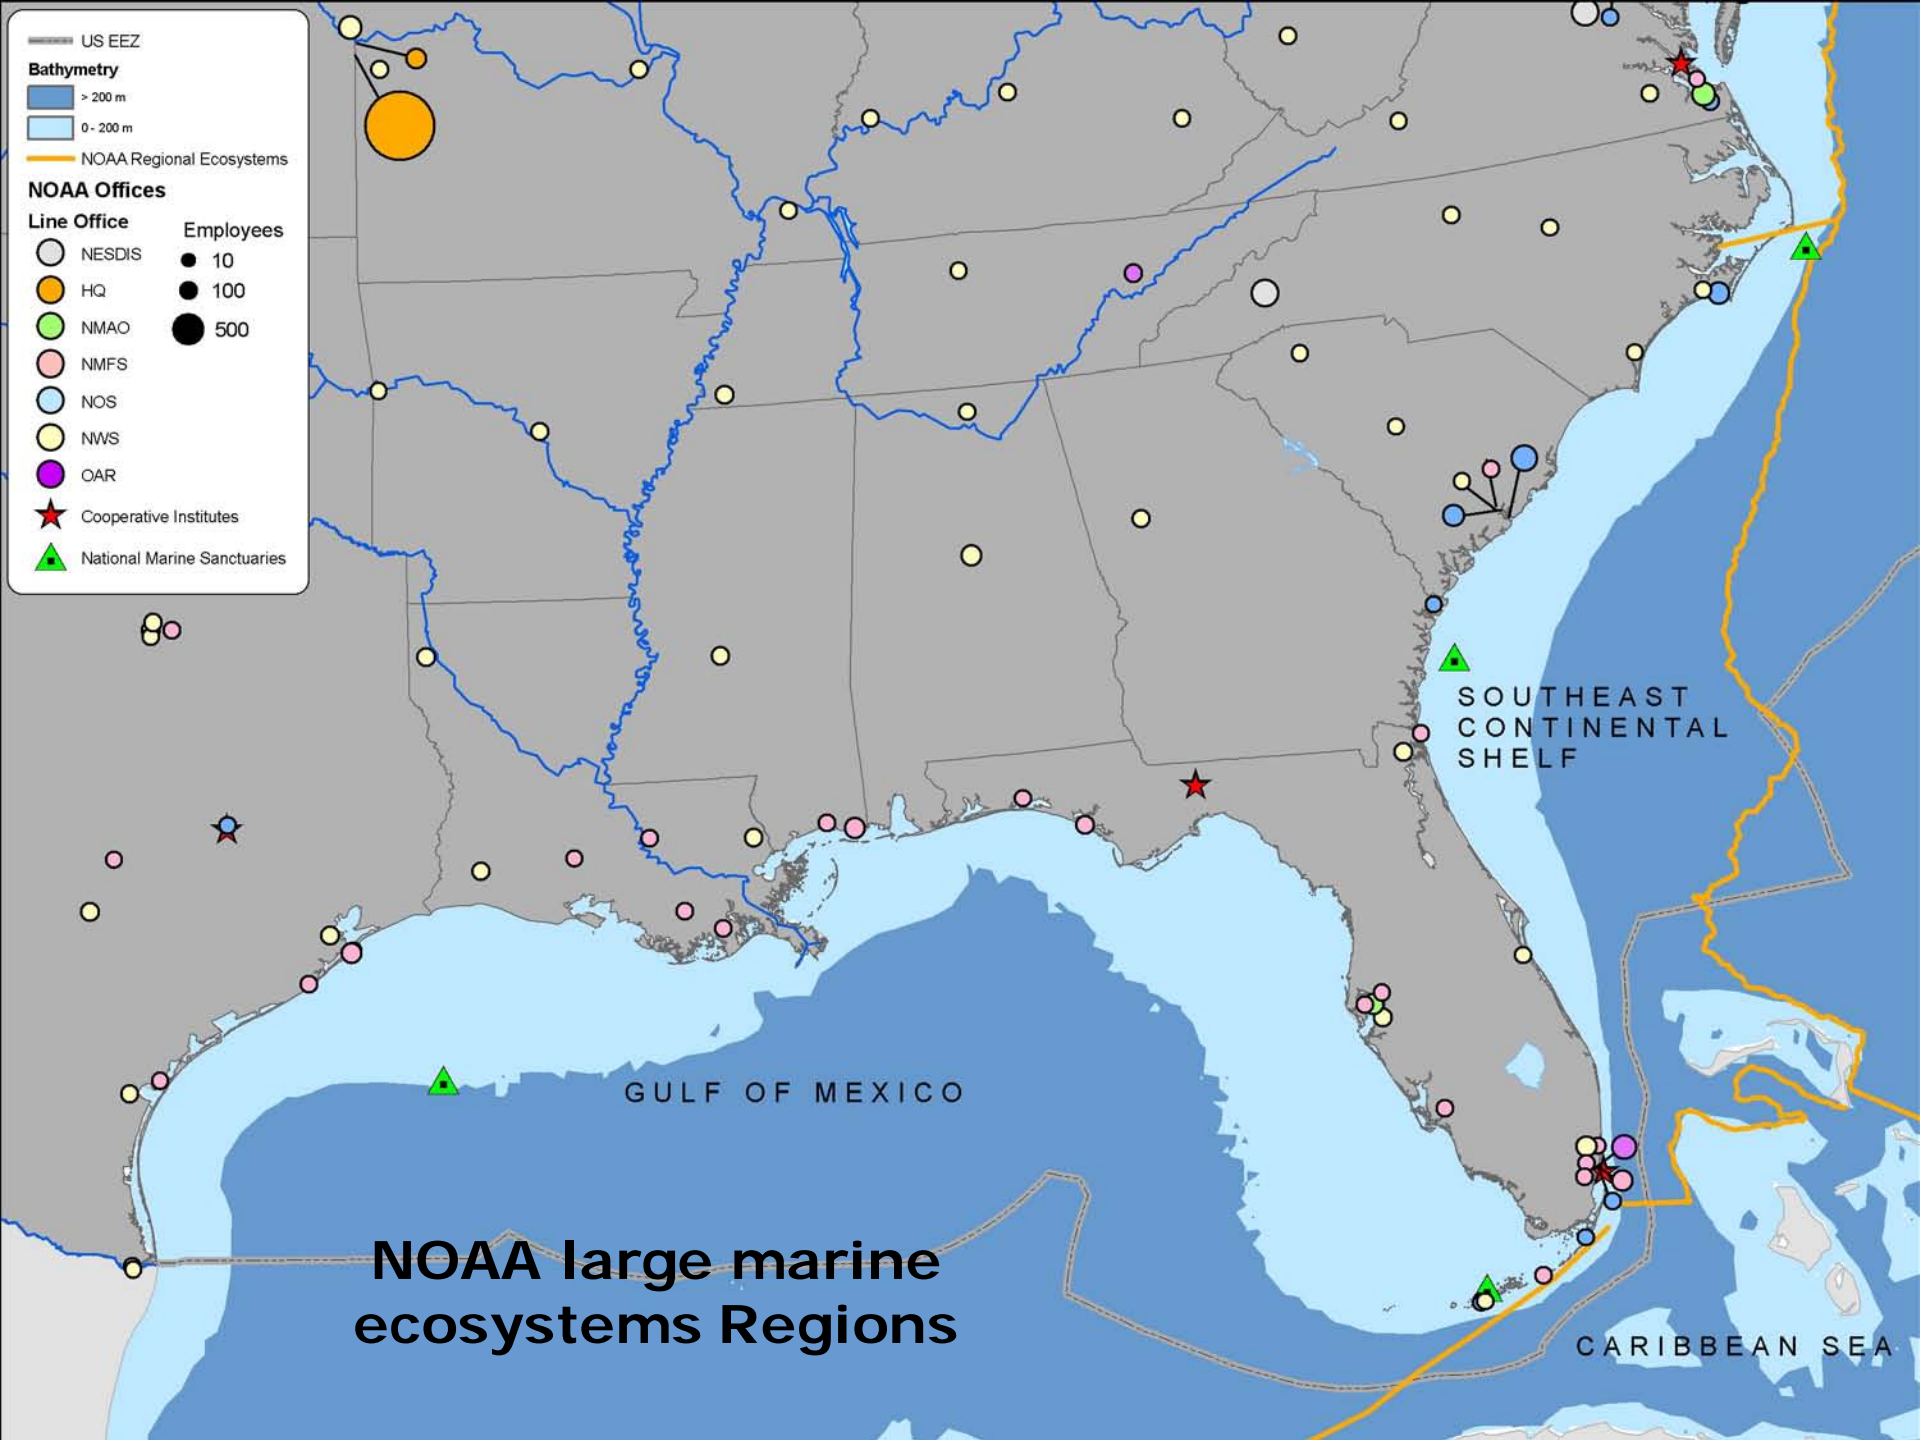 US EEZ
Bathymetry
> 200 m
0 - 200 m
NOAA Regional Ecosystems
NOAA Offices
Line Office
Employees
NESDIS
10
HQ
100
NMAO
500
NMFS
NOS
NWS
OAR
Cooperative Institutes
National Marine Sanctuaries
SOUTHEAST
CONTINENTAL
SHELF
GULF OF MEXICO
NOAA large marine
ecosystems Regions
CARIBBEAN SEA